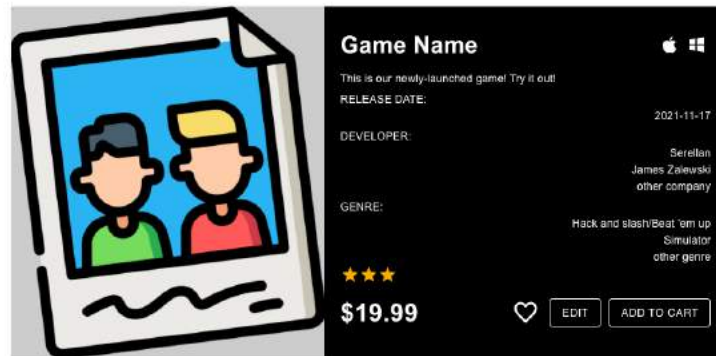 Game Name
This is our newly-launched game! Try it out!
RELEASE DATE:
2021-11-17
DEVELOPER:
Serellan
James Zalewski
other company
GENRE:
Hack and slash/Beat 'em up
Simulator
other genre
$19.99
EDIT
ADD TO CART